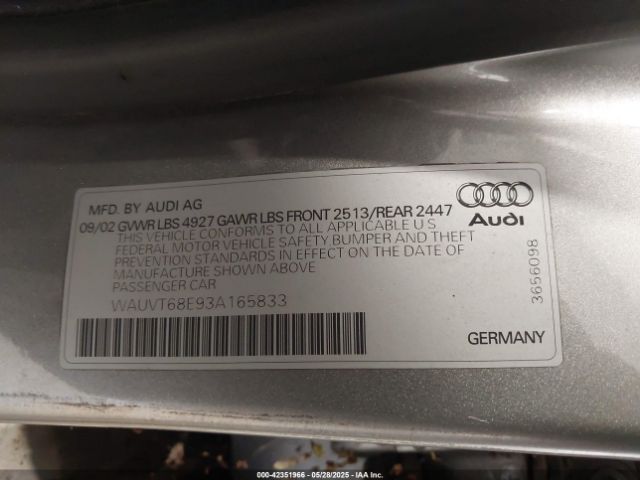 MFD. BY AUDI AG
09/02 GVWR LBS 4927 GAWR LBS FRONT 2513/REAR 2447
THIS VEHICLE CONFORMS TO ALL APPLICABLE U S
FEDERAL MOTOR VEHICLE SAFETY BUMPER AND THEFT
PREVENTION STANDARDS IN EFFECT ON THE DATE OF
MANUFACTURE SHOWN ABOVE
PASSENGER CAR
WAUVT68E93A165833
Audi
3656098
GERMANY
000-42351966 — 05/28/2025 — IAA Inc.